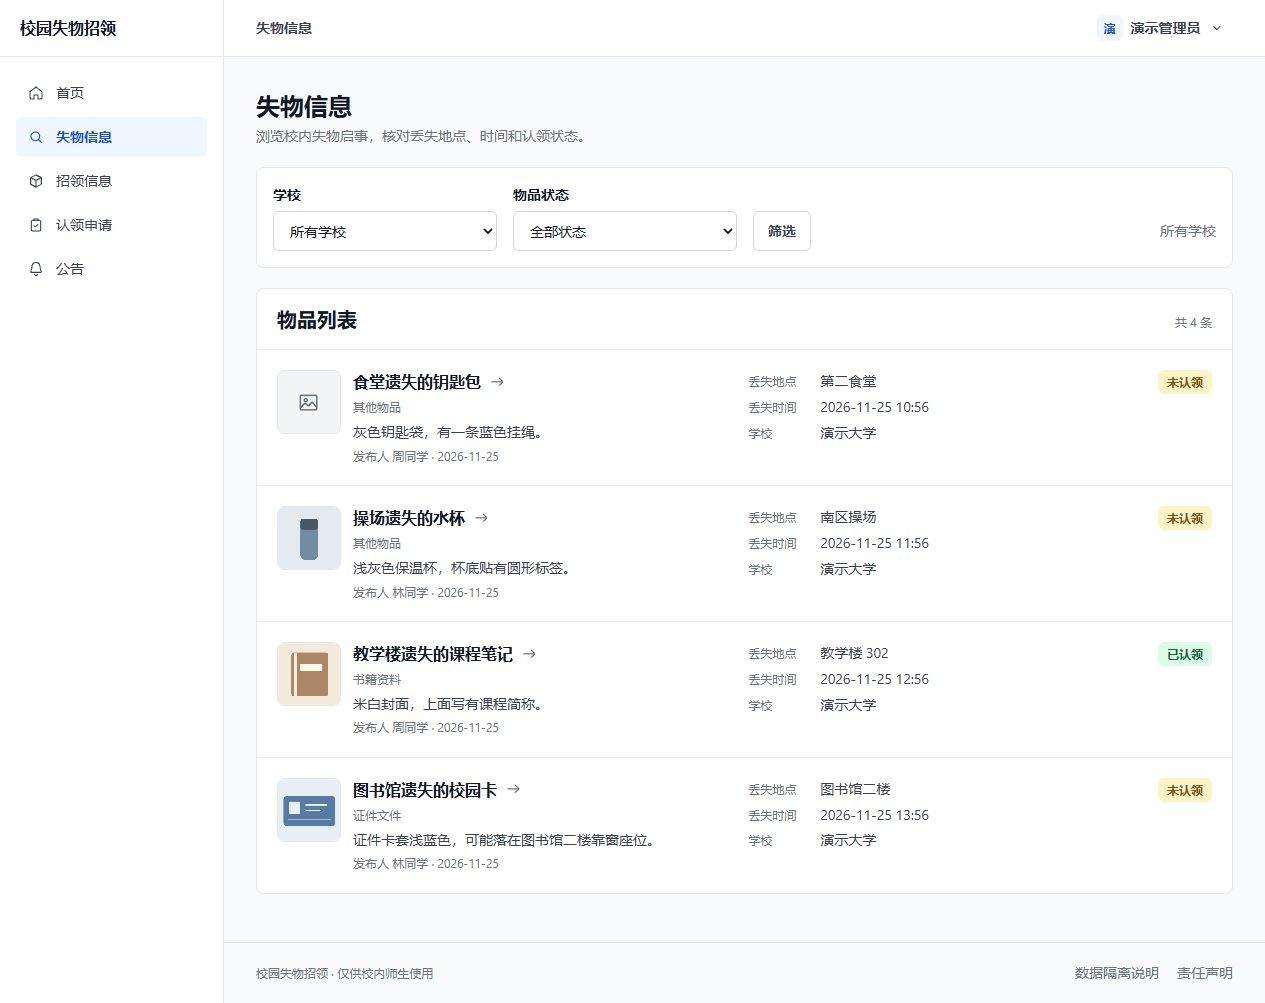 校园失物招领
失物信息
演 演示管理员
首页
失物信息
招领信息
认领申请
公告
失物信息
浏览校内失物启事，核对丢失地点、时间和认领状态。
学校
物品状态
所有学校
全部状态
筛选
所有学校
物品列表
共 4 条
食堂遗失的钥匙包 →
其他物品
灰色钥匙袋，有一条蓝色挂绳。
发布人 周同学 · 2026-11-25
丢失地点 第二食堂
丢失时间 2026-11-25 10:56
学校 演示大学
未认领
操场遗失的水杯 →
其他物品
浅灰色保温杯，杯底贴有圆形标签。
发布人 林同学 · 2026-11-25
丢失地点 南区操场
丢失时间 2026-11-25 11:56
学校 演示大学
未认领
教学楼遗失的课程笔记 →
书籍资料
米白封面，上面写有课程简称。
发布人 周同学 · 2026-11-25
丢失地点 教学楼 302
丢失时间 2026-11-25 12:56
学校 演示大学
已认领
图书馆遗失的校园卡 →
证件文件
证件卡套浅蓝色，可能落在图书馆二楼靠窗座位。
发布人 林同学 · 2026-11-25
丢失地点 图书馆二楼
丢失时间 2026-11-25 13:56
学校 演示大学
未认领
校园失物招领 · 仅供校内师生使用
数据隔离说明 责任声明